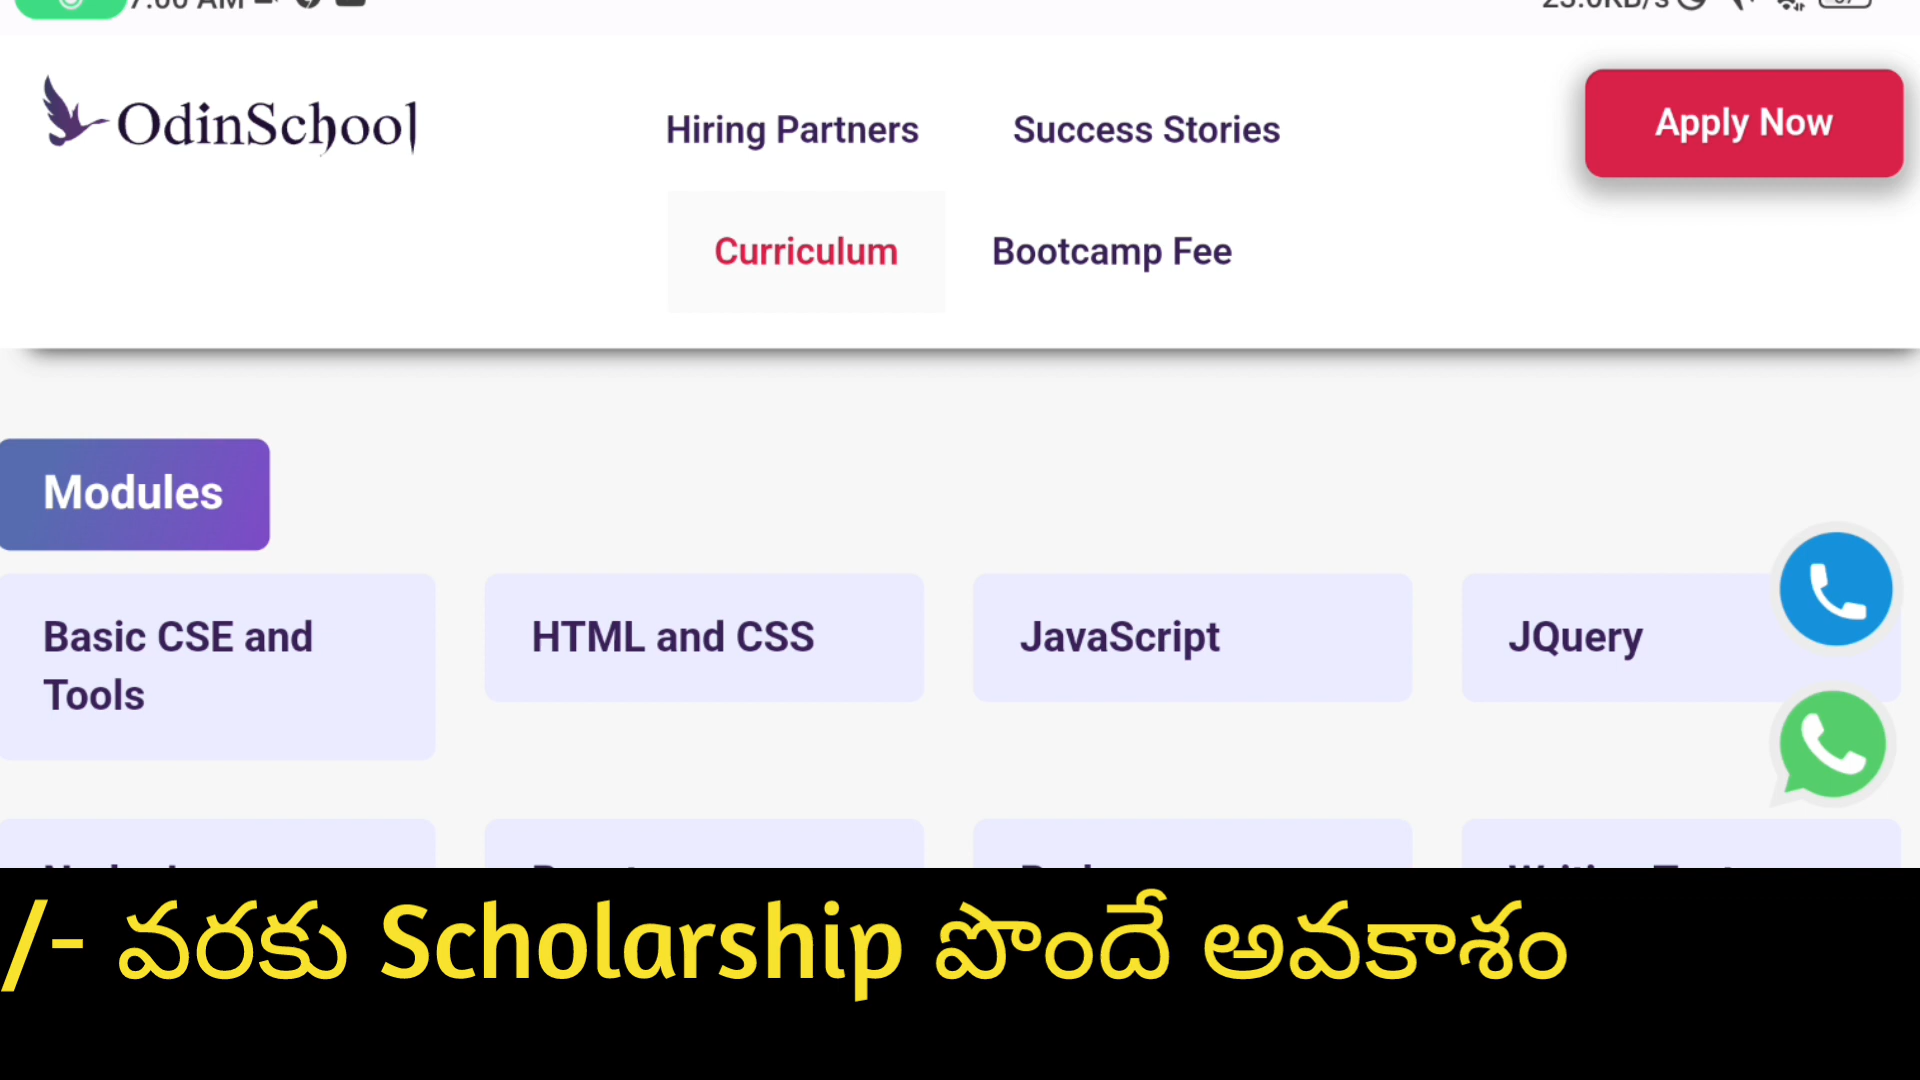 OdinSchool
Hiring Partners
Success Stories
Apply Now
Curriculum
Bootcamp Fee
Modules
Basic CSE and
Tools
HTML and CSS
JavaScript
JQuery
/- వరకు Scholarship పొందే అవకాశం